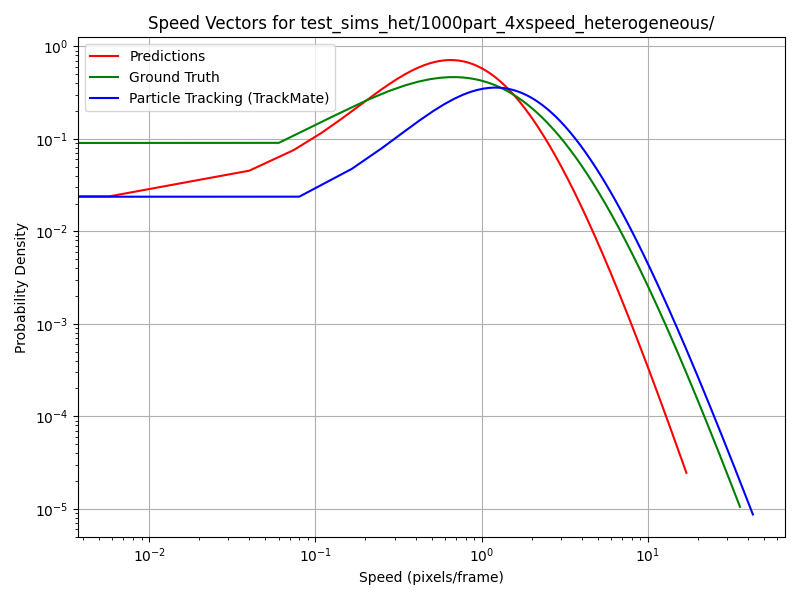 Speed Vectors for test_sims_het/1000part_4xspeed_heterogeneous/
Predictions
Ground Truth
Particle Tracking (TrackMate)
Probability Density
10⁰
10⁻¹
10⁻²
10⁻³
10⁻⁴
10⁻⁵
10⁻²
10⁻¹
10⁰
10¹
Speed (pixels/frame)